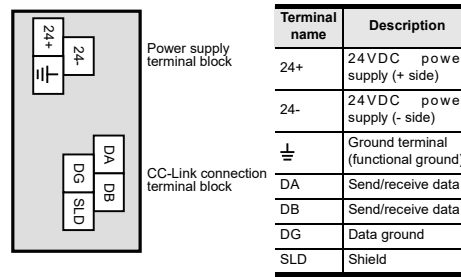 24+
24-
Power supply
terminal block
DA
DG
DB
SLD
CC-Link connection
terminal block
Terminal
name
Description
24+
24VDC powe
supply (+ side)
24-
24VDC powe
supply (- side)
Ground terminal
(functional ground)
DA
Send/receive data
DB
Send/receive data
DG
Data ground
SLD
Shield